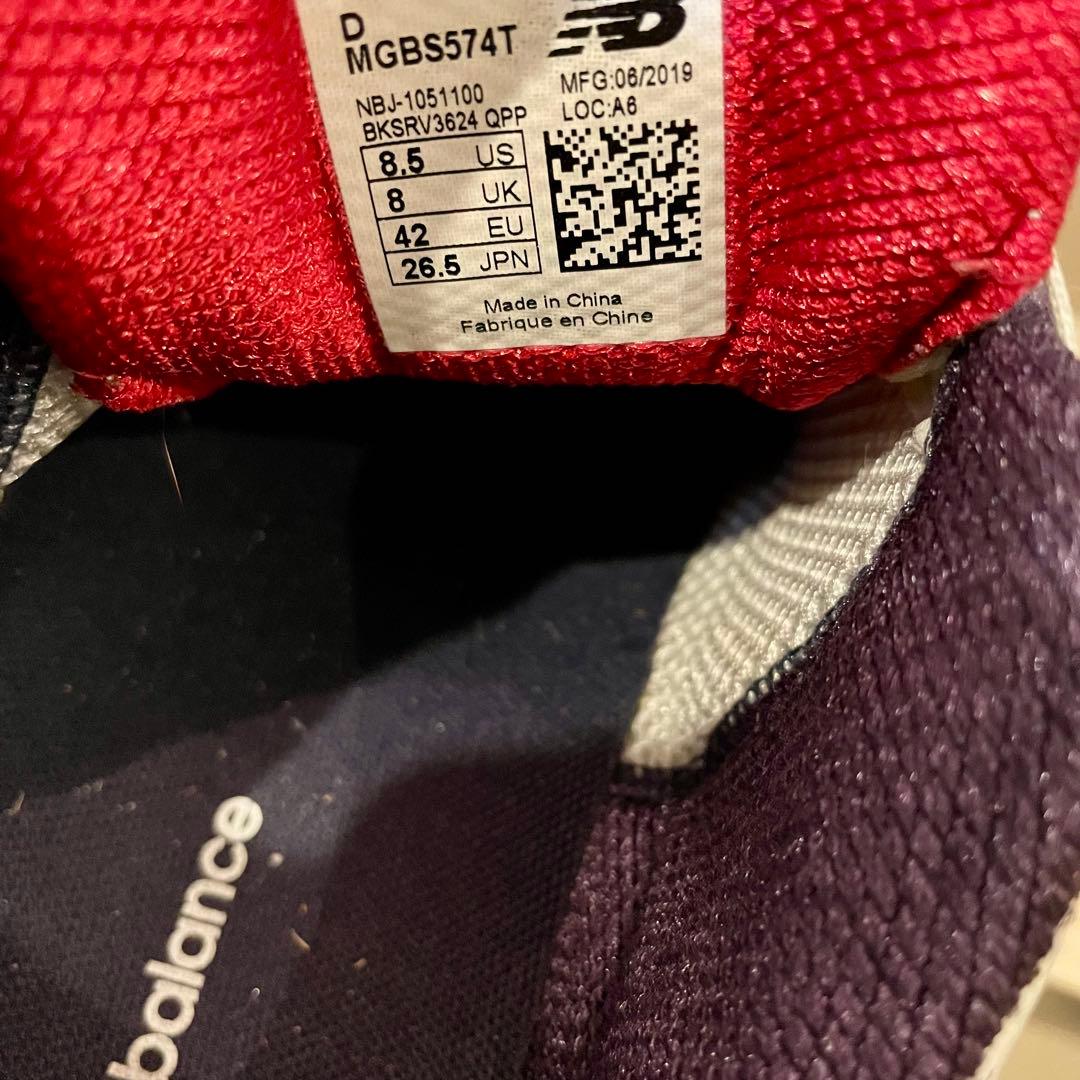 D
MGBS574T
NBJ-1051100
BKSRV3624 QPP
MFG:06/2019
LOC:A6
8.5 US
8 UK
42 EU
26.5 JPN
Made in China
Fabrique en Chine
balance